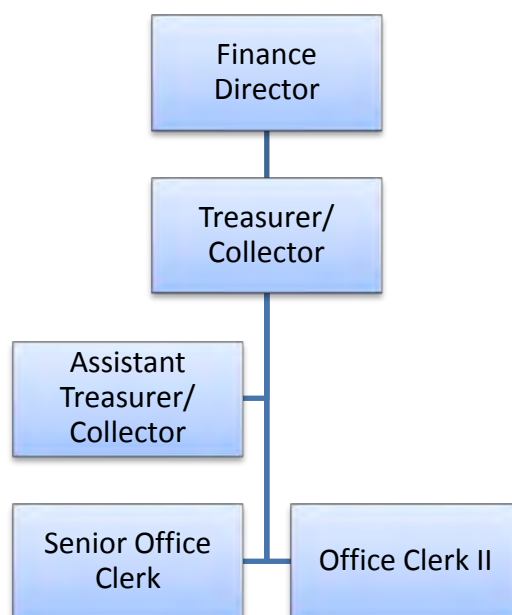 Finance
Director
Treasurer/
Collector
Assistant
Treasurer/
Collector
Senior Office
Clerk
Office Clerk II